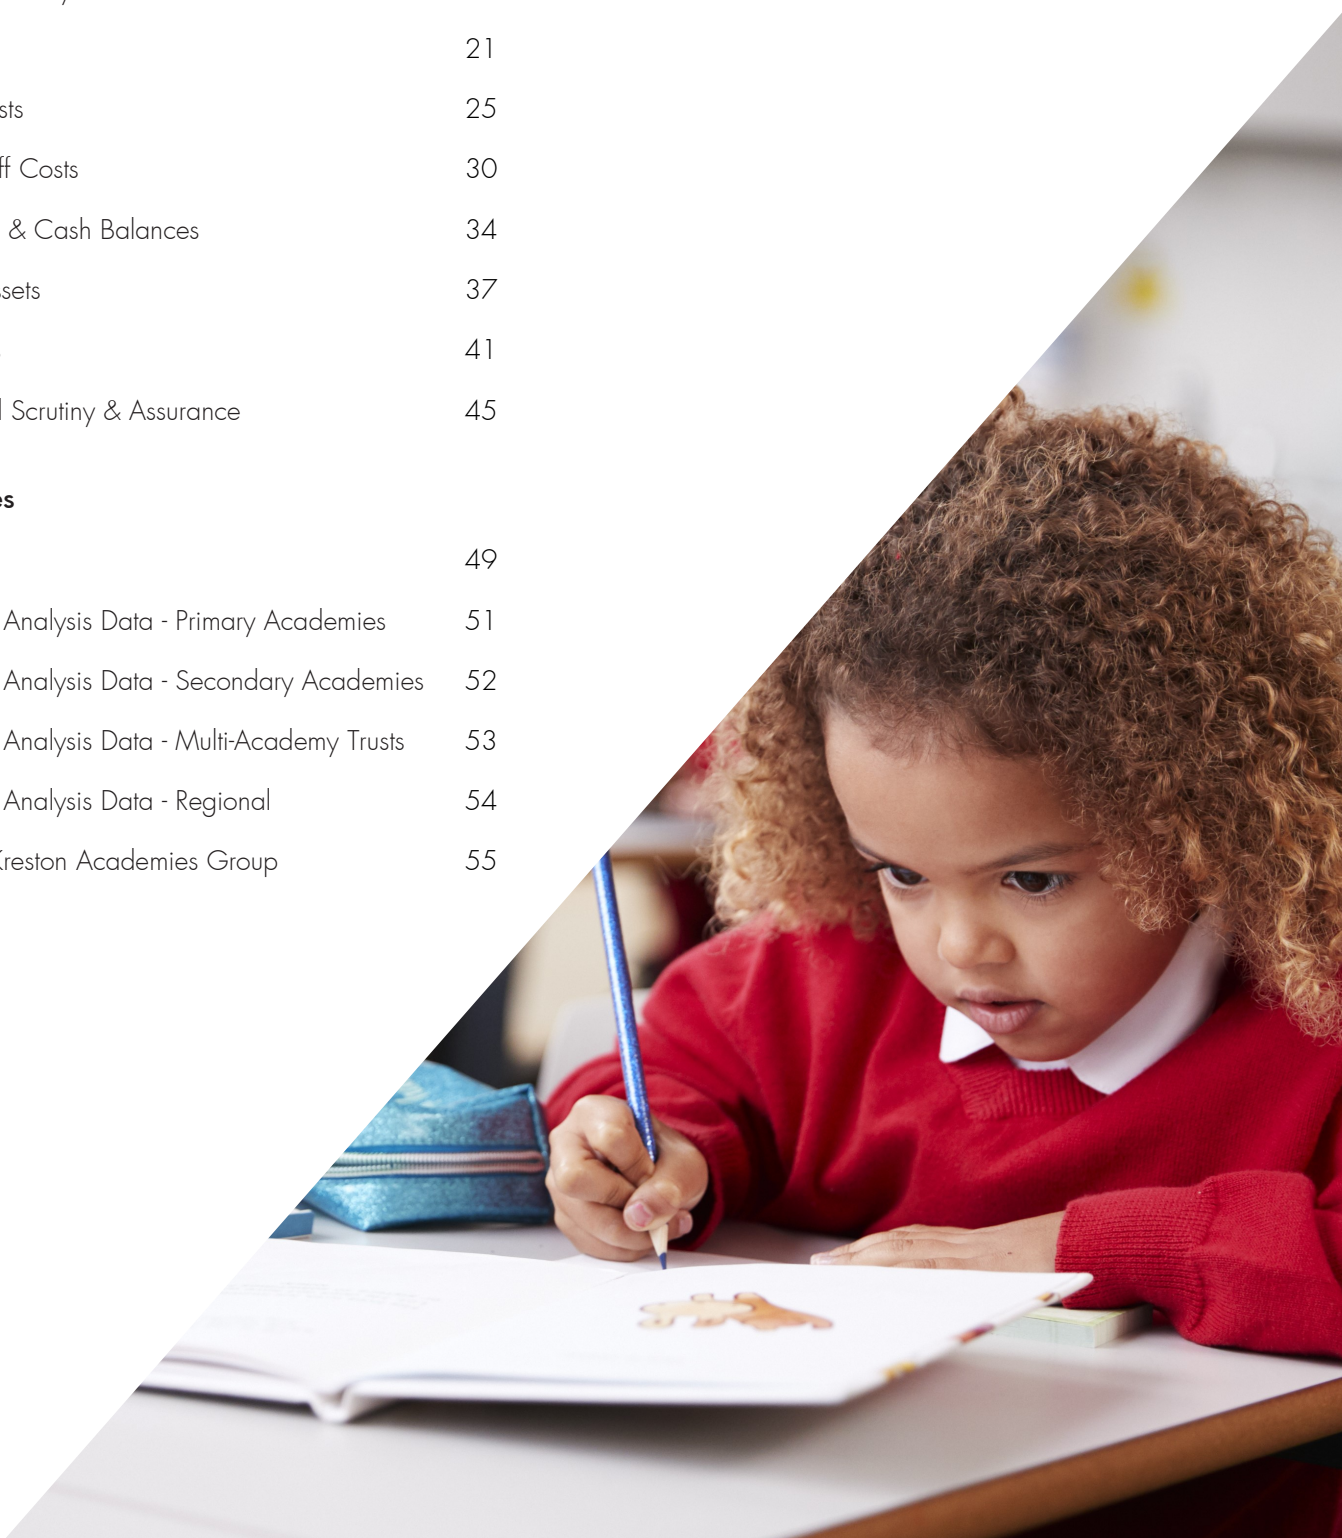 21
sts 25
ff Costs 30
& Cash Balances 34
ssets 37
41
Scrutiny & Assurance 45
es
49
Analysis Data - Primary Academies 51
Analysis Data - Secondary Academies 52
Analysis Data - Multi-Academy Trusts 53
Analysis Data - Regional 54
Kreston Academies Group 55